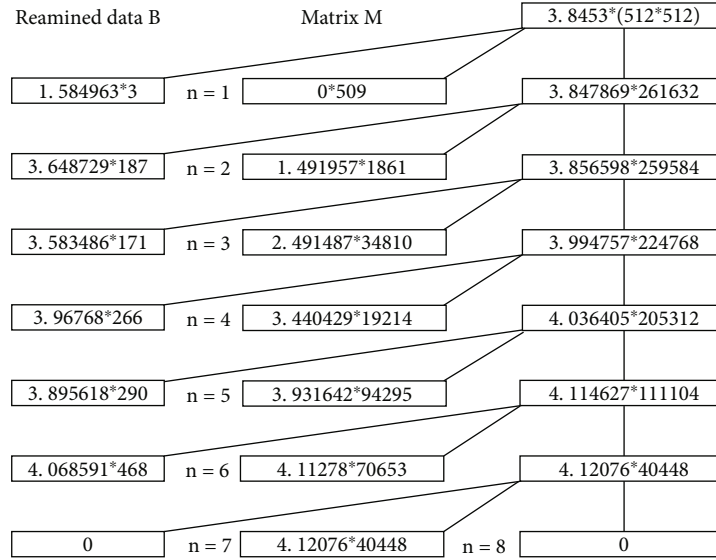 Reamined data B Matrix M 3. 8453*(512*512)
1. 584963*3 n = 1 0*509 3. 847869*261632
3. 648729*187 n = 2 1. 491957*1861 3. 856598*259584
3. 583486*171 n = 3 2. 491487*34810 3. 994757*224768
3. 96768*266 n = 4 3. 440429*19214 4. 036405*205312
3. 895618*290 n = 5 3. 931642*94295 4. 114627*111104
4. 068591*468 n = 6 4. 11278*70653 4. 12076*40448
0 n = 7 4. 12076*40448 n = 8 0